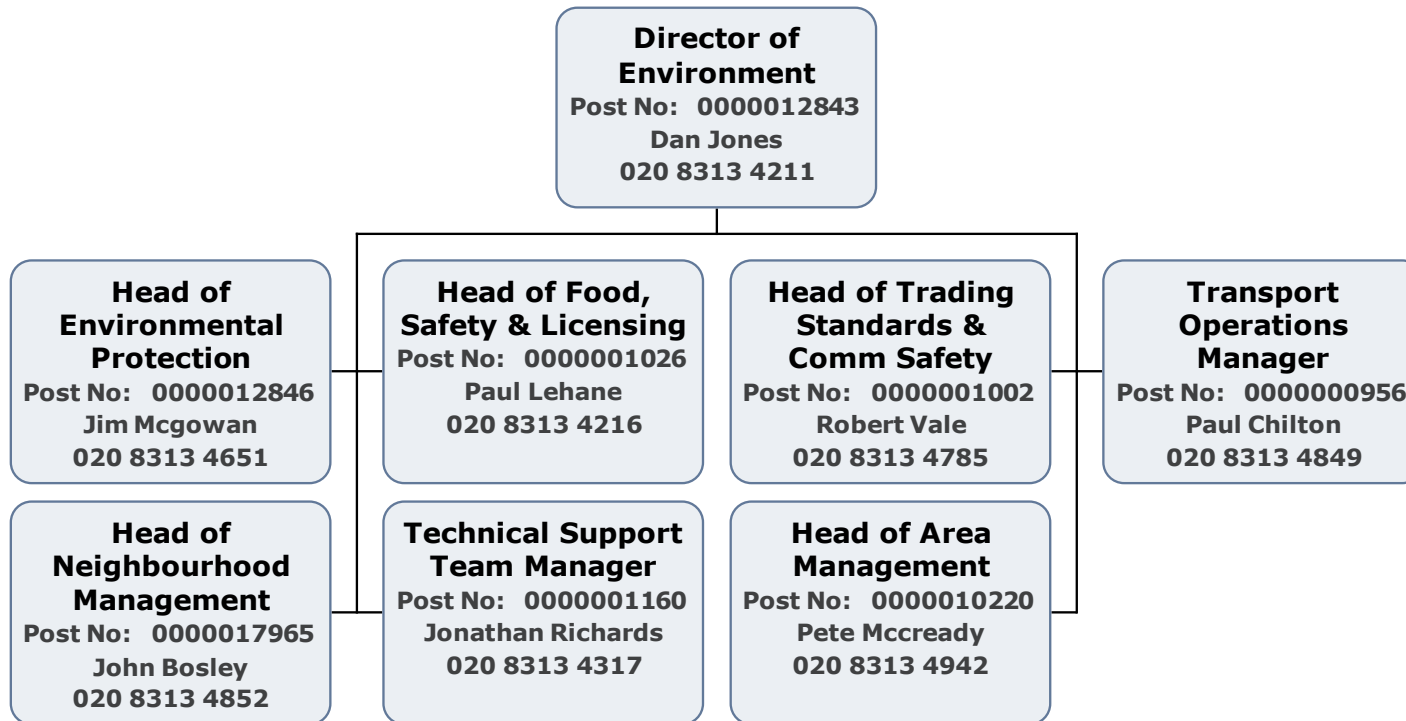 Director of
Environment
Post No: 0000012843
Dan Jones
020 8313 4211
Head of
Environmental
Protection
Post No: 0000012846
Jim Mcgowan
020 8313 4651
Head of Food,
Safety & Licensing
Post No: 0000001026
Paul Lehane
020 8313 4216
Head of Trading
Standards &
Comm Safety
Post No: 0000001002
Robert Vale
020 8313 4785
Transport
Operations
Manager
Post No: 0000000956
Paul Chilton
020 8313 4849
Head of
Neighbourhood
Management
Post No: 0000017965
John Bosley
020 8313 4852
Technical Support
Team Manager
Post No: 0000001160
Jonathan Richards
020 8313 4317
Head of Area
Management
Post No: 0000010220
Pete Mccready
020 8313 4942